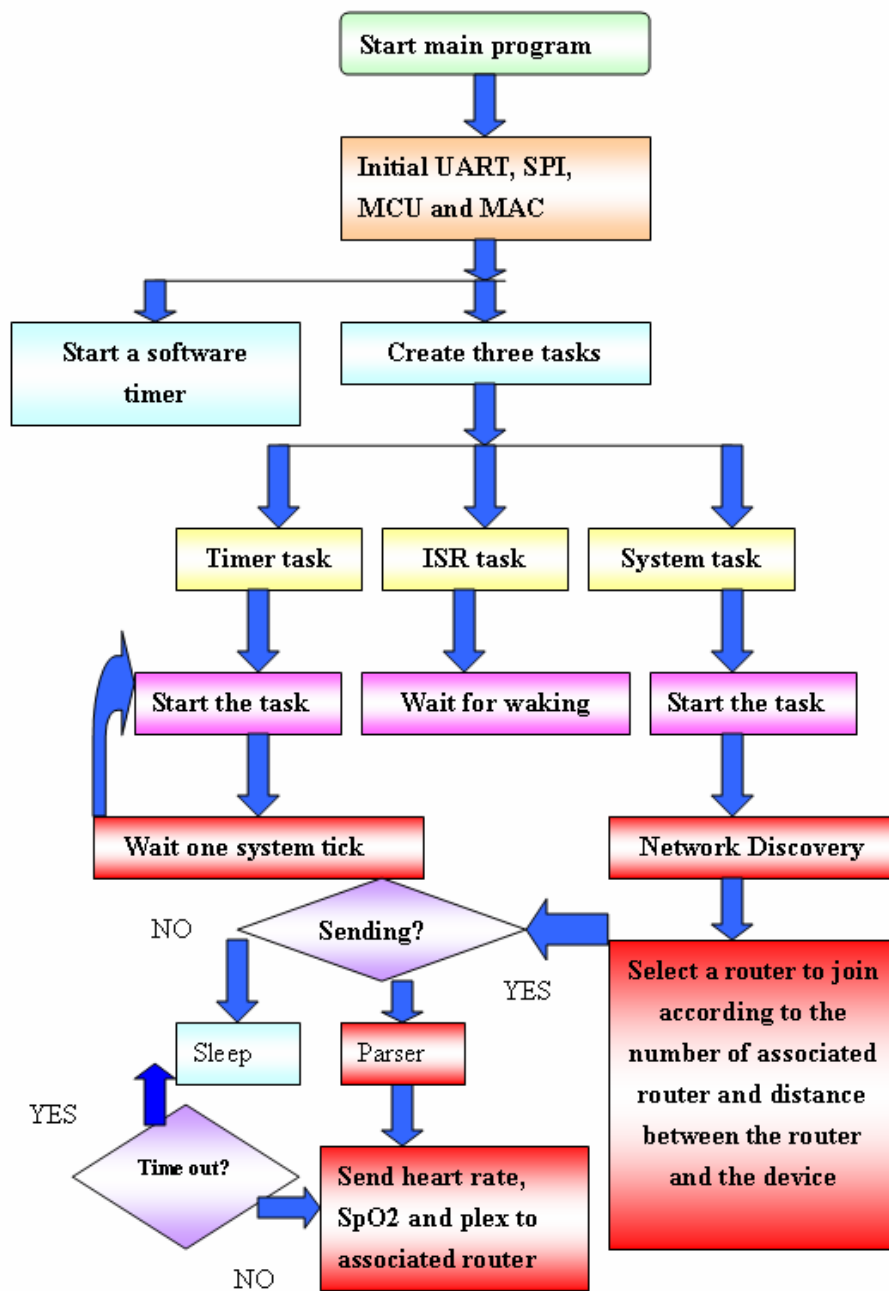 Start main program
Initial UART, SPI,
MCU and MAC
Start a software
timer
Create three tasks
Timer task
ISR task
System task
Start the task
Wait for waking
Start the task
Wait one system tick
Network Discovery
NO
Sending?
YES
Select a router to join
according to the
number of associated
router and distance
between the router
and the device
Sleep
Parser
YES
Time out?
Send heart rate,
SpO2 and plex to
associated router
NO